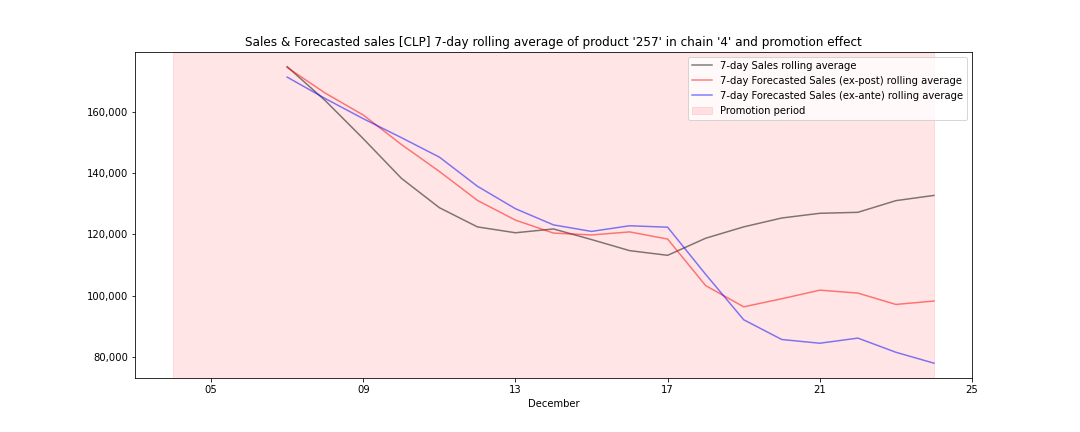 Sales & Forecasted sales [CLP] 7-day rolling average of product '257' in chain '4' and promotion effect
7-day Sales rolling average
7-day Forecasted Sales (ex-post) rolling average
7-day Forecasted Sales (ex-ante) rolling average
Promotion period
160,000
140,000
120,000
100,000
80,000
05 09 13 17 21 25
December